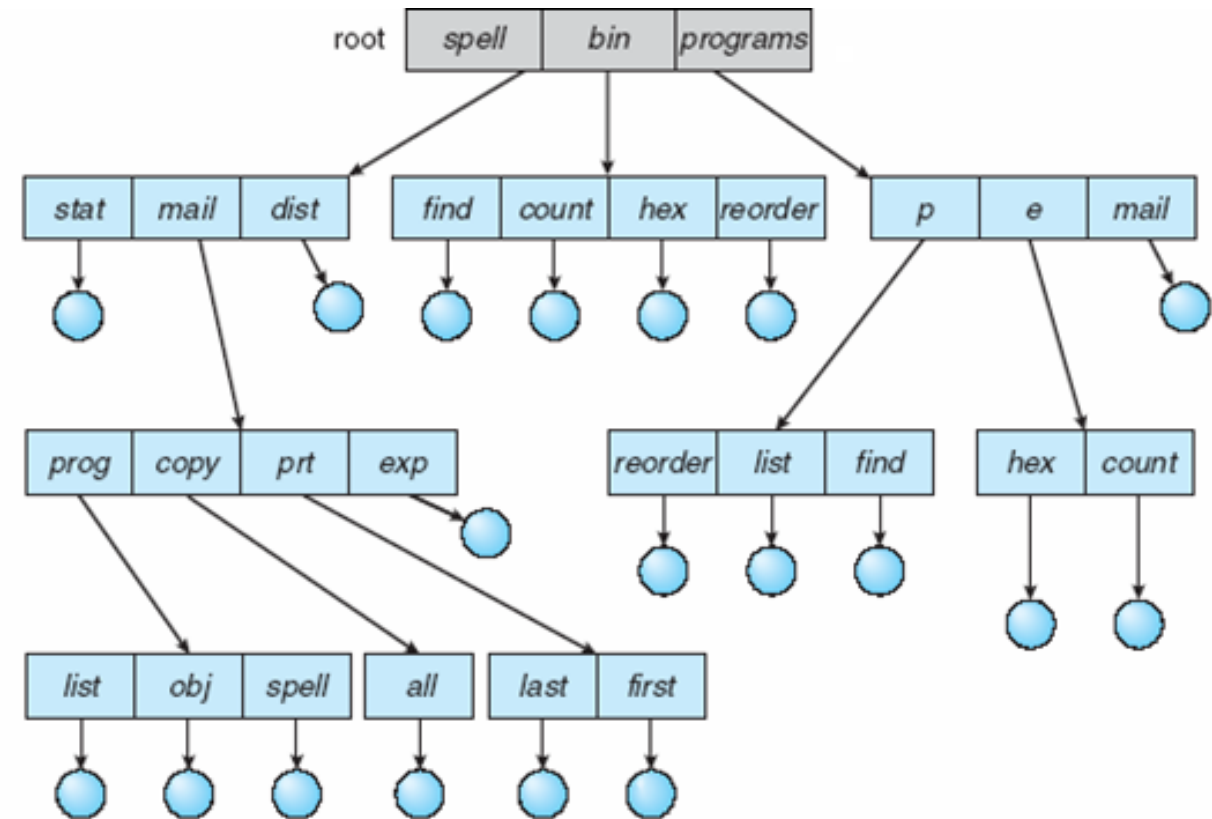 root spell bin programs
stat mail dist find count hex reorder p e mail
prog copy prt exp reorder list find hex count
list obj spell all last first